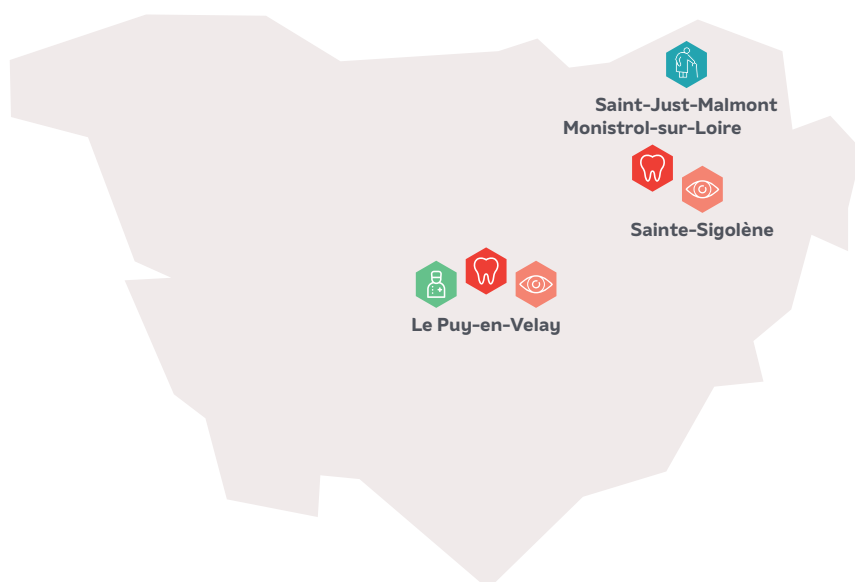 Saint-Just-Malmont
Monistrol-sur-Loire
Sainte-Sigolène
Le Puy-en-Velay